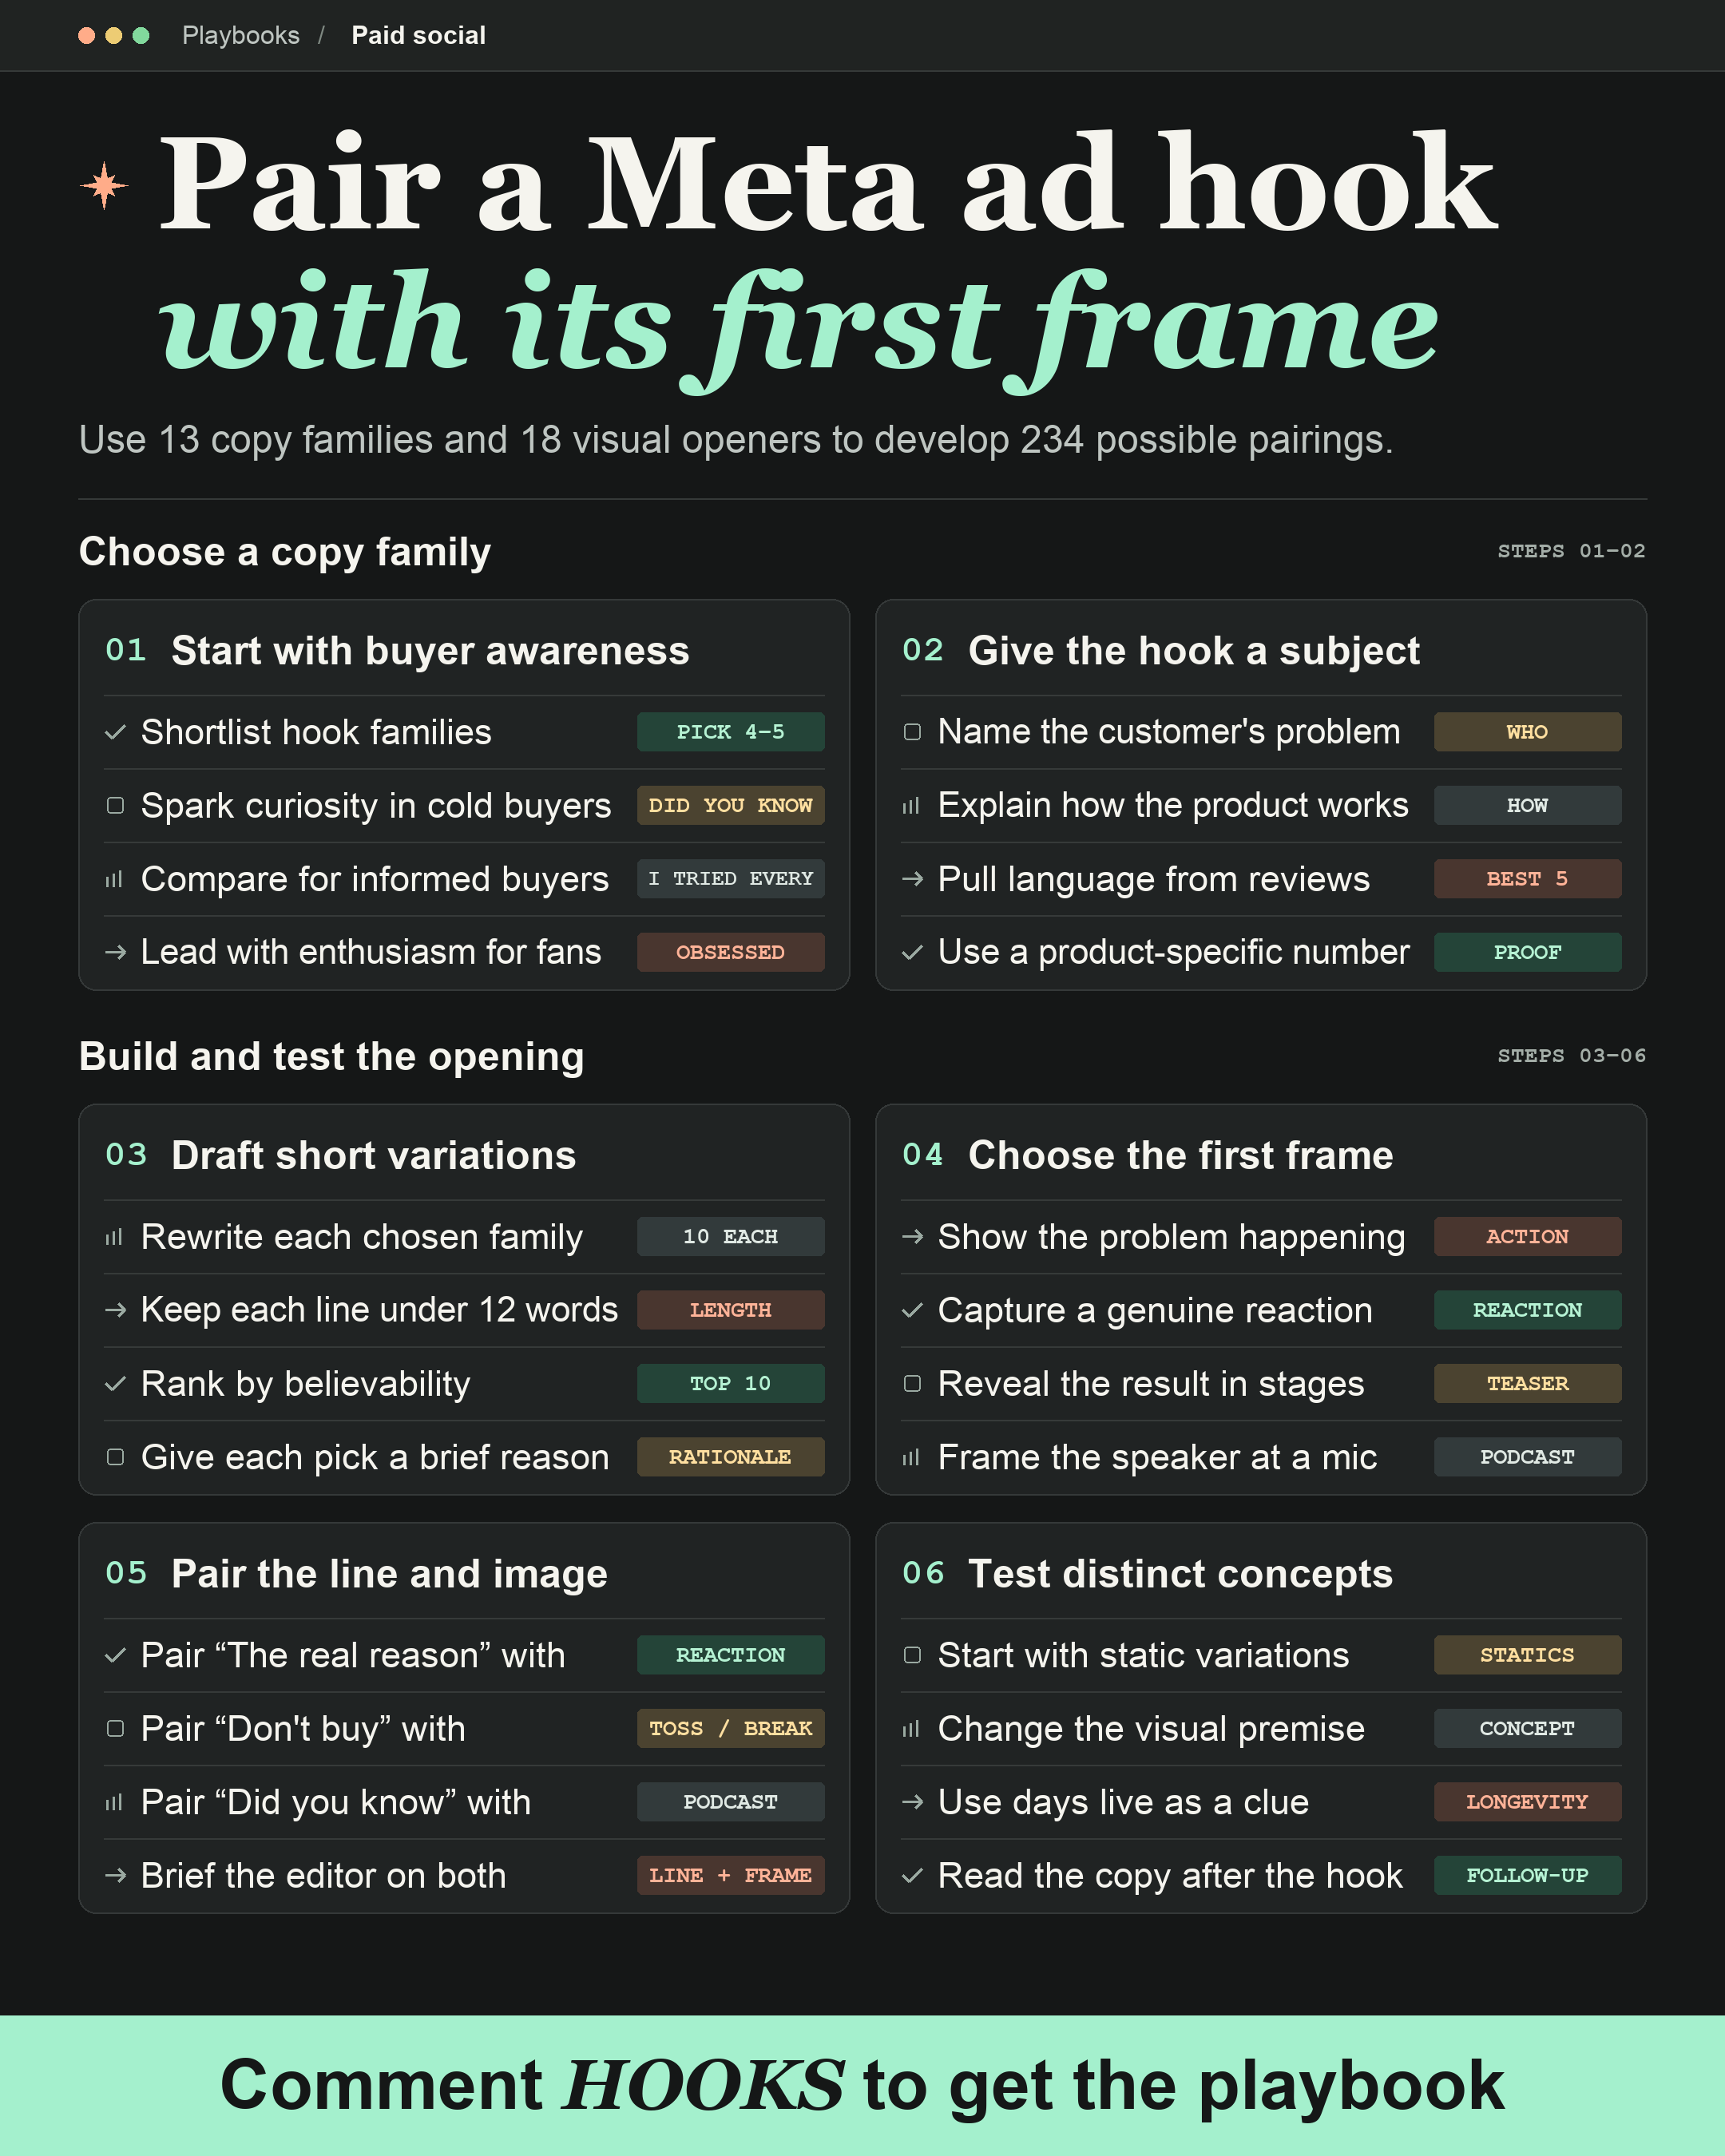 Playbooks / Paid social
Pair a Meta ad hook
with its first frame
Use 13 copy families and 18 visual openers to develop 234 possible pairings.
Choose a copy family
STEPS 01–02
01 Start with buyer awareness
Shortlist hook families PICK 4–5
Spark curiosity in cold buyers DID YOU KNOW
Compare for informed buyers I TRIED EVERY
Lead with enthusiasm for fans OBSESSED
02 Give the hook a subject
Name the customer's problem WHO
Explain how the product works HOW
Pull language from reviews BEST 5
Use a product-specific number PROOF
Build and test the opening
STEPS 03–06
03 Draft short variations
Rewrite each chosen family 10 EACH
Keep each line under 12 words LENGTH
Rank by believability TOP 10
Give each pick a brief reason RATIONALE
04 Choose the first frame
Show the problem happening ACTION
Capture a genuine reaction REACTION
Reveal the result in stages TEASER
Frame the speaker at a mic PODCAST
05 Pair the line and image
Pair “The real reason” with REACTION
Pair “Don't buy” with TOSS / BREAK
Pair “Did you know” with PODCAST
Brief the editor on both LINE + FRAME
06 Test distinct concepts
Start with static variations STATICS
Change the visual premise CONCEPT
Use days live as a clue LONGEVITY
Read the copy after the hook FOLLOW-UP
Comment HOOKS to get the playbook